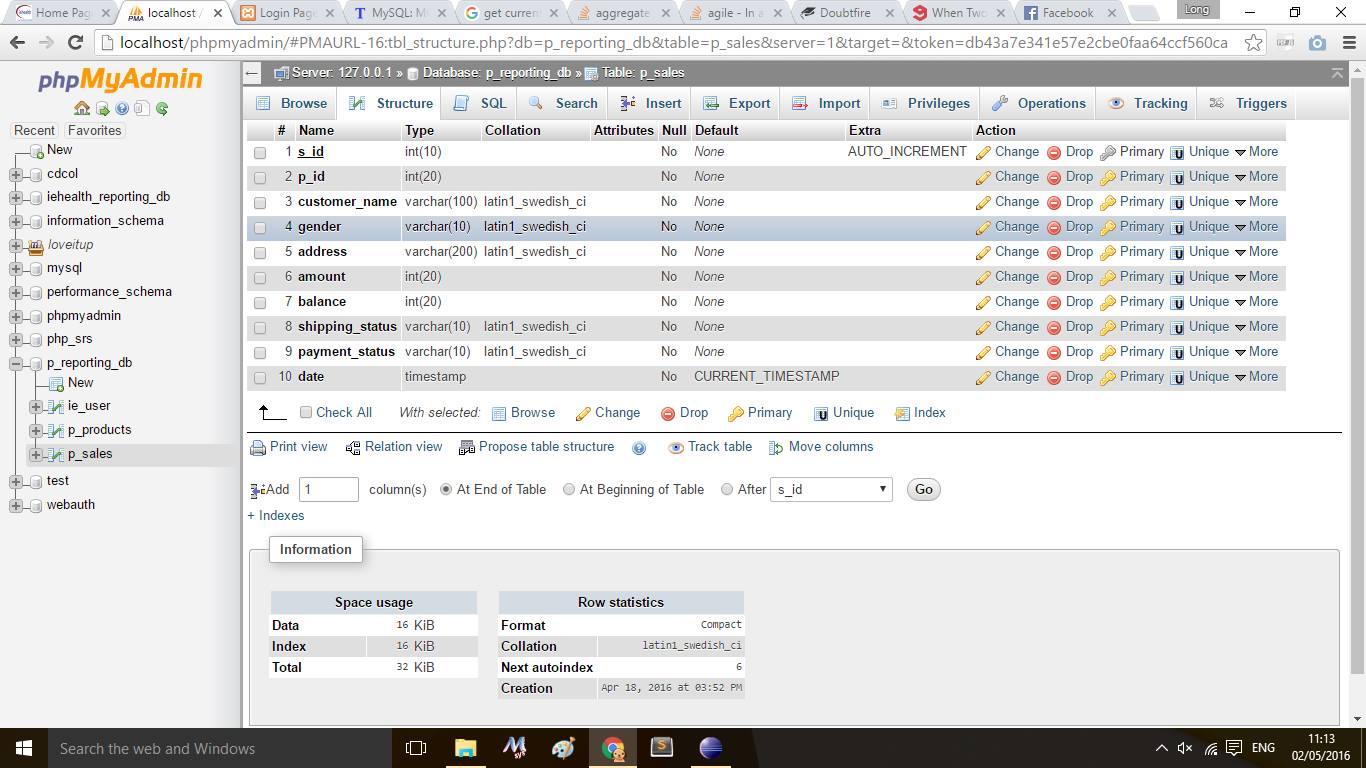 Home Pag
localhost /
Login Page
MySQL: M
get curren
aggregate
agile - In a
Doubtfire
When Two
Facebook
Long
localhost/phpmyadmin/#PMAURL-16:tbl_structure.php?db=p_reporting_db&table=p_sales&server=1&target=&token=db43a7e341e57e2cbe0faa64ccf560ca
phpMyAdmin
Recent Favorites
New
cdcol
iehealth_reporting_db
information_schema
loveitup
mysql
performance_schema
phpmyadmin
php_srs
p_reporting_db
New
ie_user
p_products
p_sales
test
webauth
Server: 127.0.0.1 » Database: p_reporting_db » Table: p_sales
Browse Structure SQL Search Insert Export Import Privileges Operations Tracking Triggers
# Name Type Collation Attributes Null Default Extra Action
1 s_id int(10) No None AUTO_INCREMENT Change Drop Primary Unique More
2 p_id int(20) No None Change Drop Primary Unique More
3 customer_name varchar(100) latin1_swedish_ci No None Change Drop Primary Unique More
4 gender varchar(10) latin1_swedish_ci No None Change Drop Primary Unique More
5 address varchar(200) latin1_swedish_ci No None Change Drop Primary Unique More
6 amount int(20) No None Change Drop Primary Unique More
7 balance int(20) No None Change Drop Primary Unique More
8 shipping_status varchar(10) latin1_swedish_ci No None Change Drop Primary Unique More
9 payment_status varchar(10) latin1_swedish_ci No None Change Drop Primary Unique More
10 date timestamp No CURRENT_TIMESTAMP Change Drop Primary Unique More
Check All With selected: Browse Change Drop Primary Unique Index
Print view Relation view Propose table structure Track table Move columns
Add 1 column(s) At End of Table At Beginning of Table After s_id Go
+ Indexes
Information
Space usage
Data 16 KiB
Index 16 KiB
Total 32 KiB
Row statistics
Format Compact
Collation latin1_swedish_ci
Next autoindex 6
Creation Apr 18, 2016 at 03:52 PM
Search the web and Windows
ENG
11:13
02/05/2016